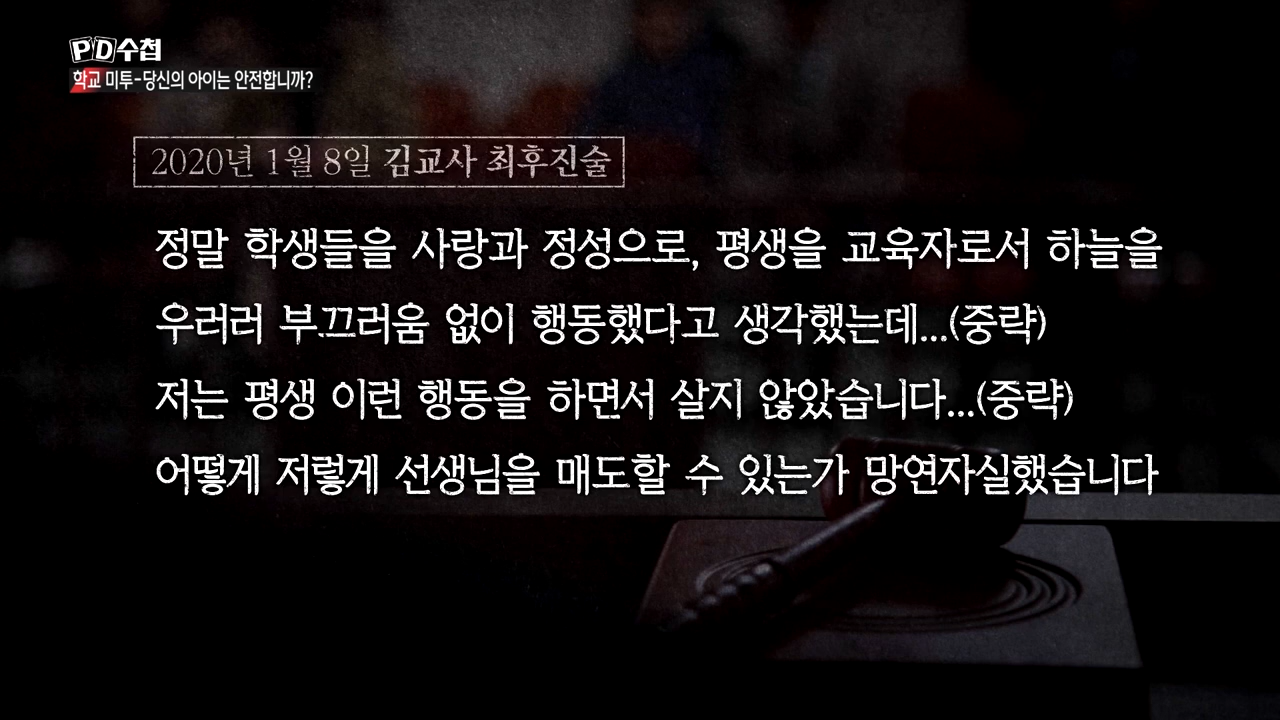 PD수첩
학교 미투-당신의 아이는 안전합니까?
2020년 1월 8일 김교사 최후진술
정말 학생들을 사랑과 정성으로, 평생을 교육자로서 하늘을
우러러 부끄러움 없이 행동했다고 생각했는데...(중략)
저는 평생 이런 행동을 하면서 살지 않았습니다...(중략)
어떻게 저렇게 선생님을 매도할 수 있는가 망연자실했습니다